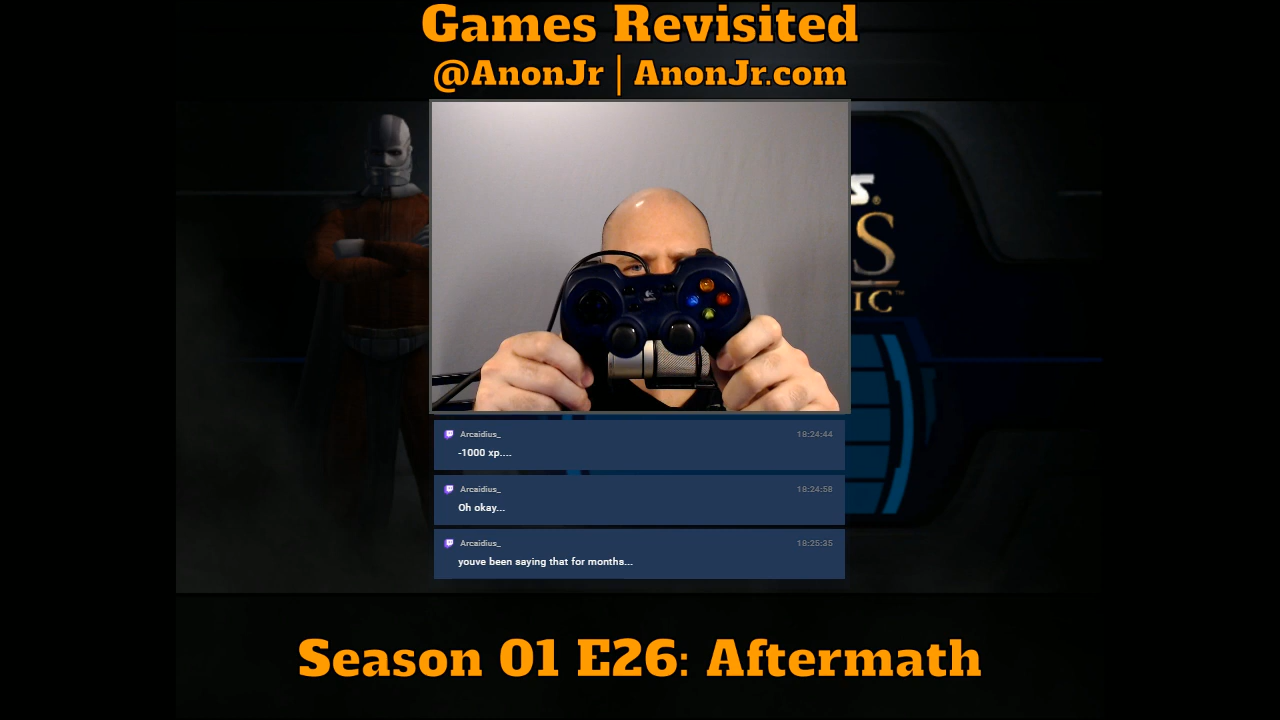 Games Revisited
@AnonJr | AnonJr.com
S.
S
IC™
Arcaidius_ 18:24:44
-1000 xp....
Arcaidius_ 18:24:58
Oh okay...
Arcaidius_ 18:25:35
youve been saying that for months...
Season 01 E26: Aftermath